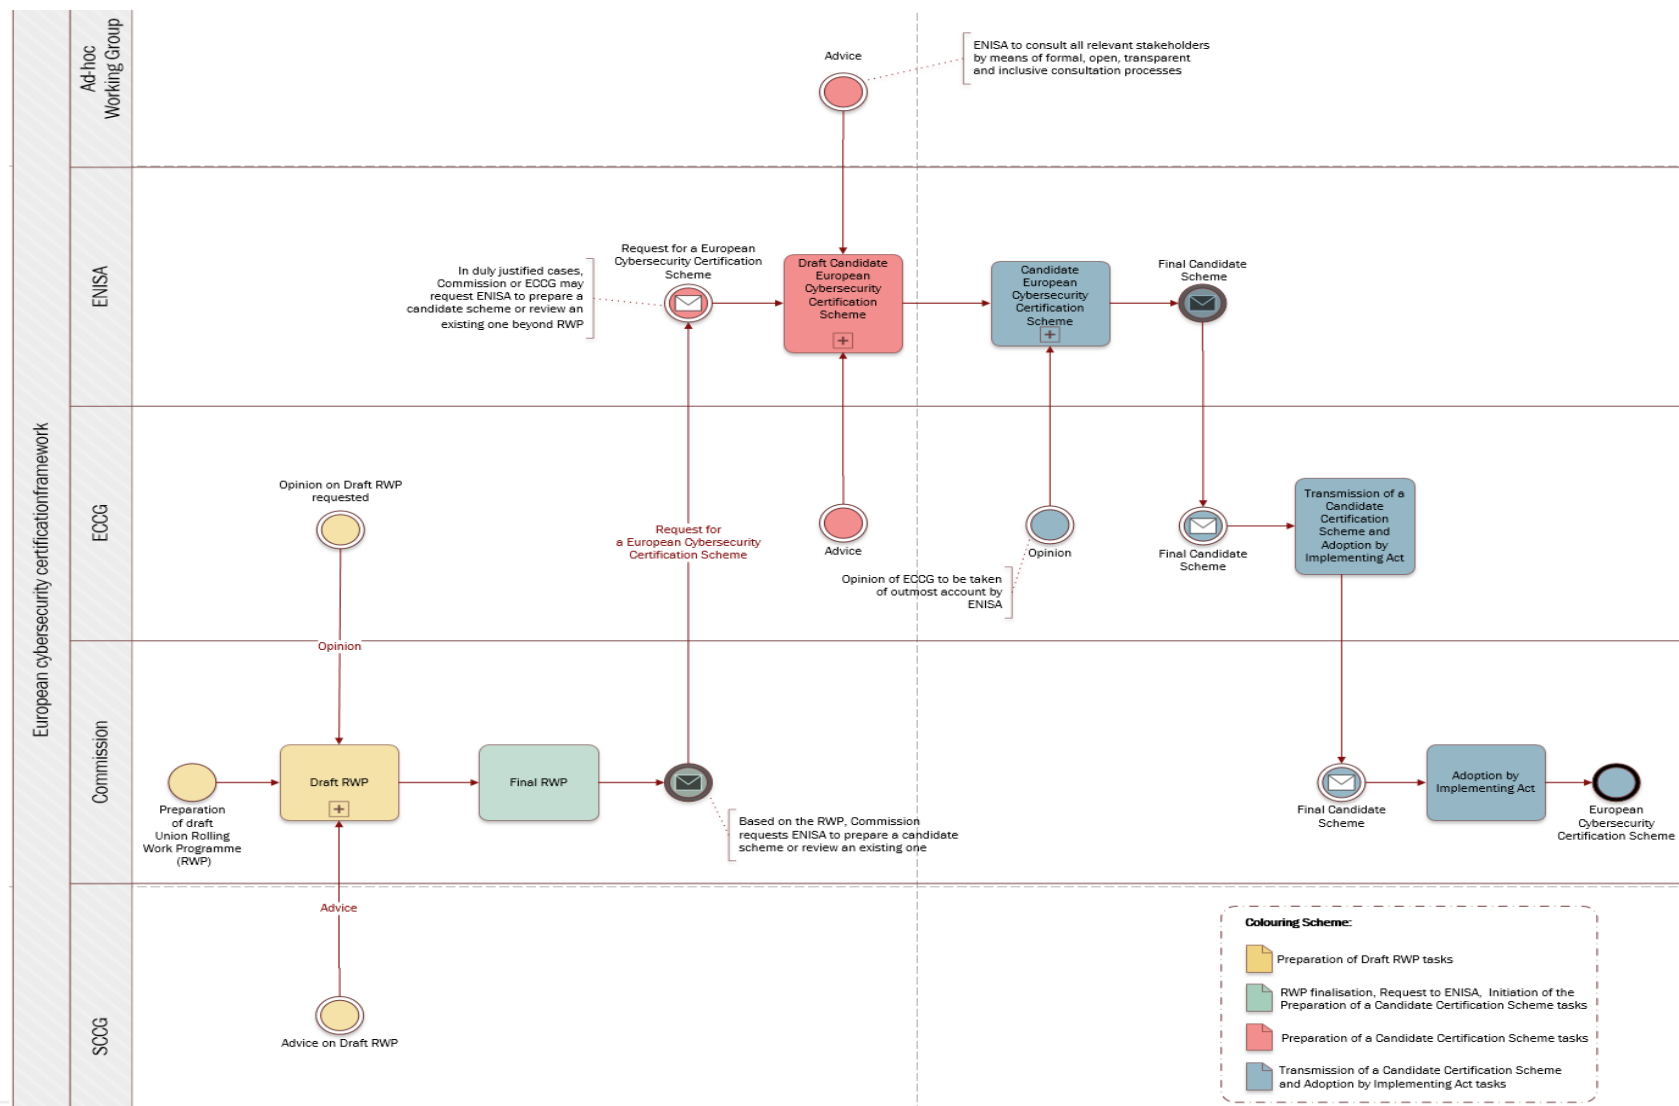 European cybersecurity certificationframework
Ad-hoc
Working Group
Advice
ENISA to consult all relevant stakeholders
by means of formal, open, transparent
and inclusive consultation processes
ENISA
In duly justified cases,
Commission or ECCG may
request ENISA to prepare a
candidate scheme or review an
existing one beyond RWP
Request for a European
Cybersecurity Certification
Scheme
Draft Candidate
European
Cybersecurity
Certification
Scheme
Candidate
European
Cybersecurity
Certification
Scheme
Final Candidate
Scheme
ECCG
Opinion on Draft RWP
requested
Opinion
Request for
a European Cybersecurity
Certification Scheme
Advice
Opinion
Opinion of ECCG to be taken
of outmost account by
ENISA
Final Candidate
Scheme
Transmission of a
Candidate
Certification
Scheme and
Adoption by
Implementing Act
Commission
Preparation
of draft
Union Rolling
Work Programme
(RWP)
Draft RWP
Final RWP
Based on the RWP, Commission
requests ENISA to prepare a candidate
scheme or review an existing one
Final Candidate
Scheme
Adoption by
Implementing Act
European
Cybersecurity
Certification Scheme
SCCG
Advice
Advice on Draft RWP
Colouring Scheme:
Preparation of Draft RWP tasks
RWP finalisation, Request to ENISA, Initiation of the
Preparation of a Candidate Certification Scheme tasks
Preparation of a Candidate Certification Scheme tasks
Transmission of a Candidate Certification Scheme
and Adoption by Implementing Act tasks